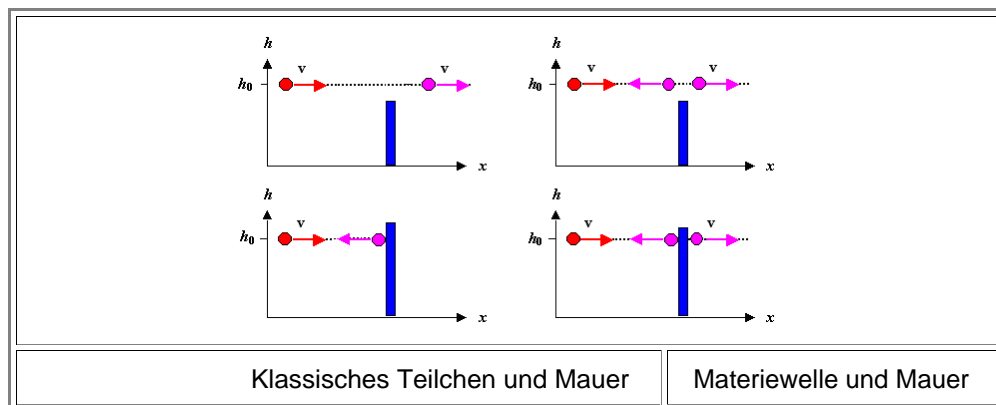 h h
v v v v
h₀ h₀
x x
h h
v v v
h₀ h₀
x x
Klassisches Teilchen und Mauer Materiewelle und Mauer